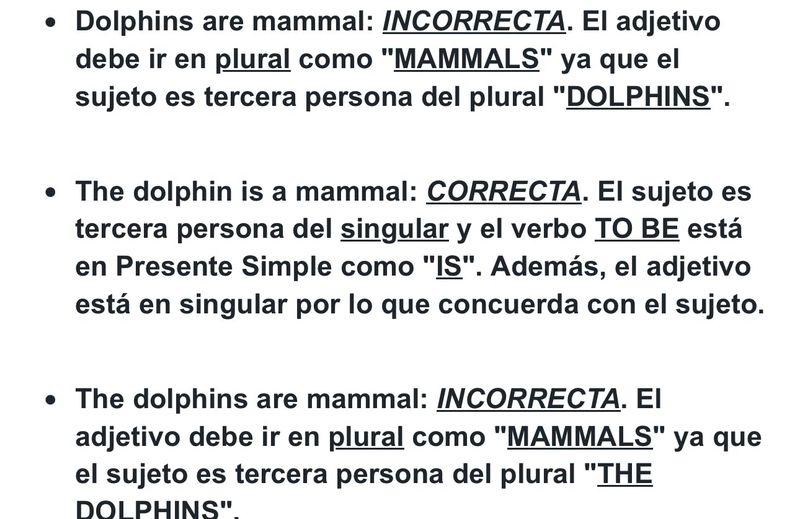 • Dolphins are mammal: INCORRECTA. El adjetivo
debe ir en plural como "MAMMALS" ya que el
sujeto es tercera persona del plural "DOLPHINS".
• The dolphin is a mammal: CORRECTA. El sujeto es
tercera persona del singular y el verbo TO BE está
en Presente Simple como "IS". Además, el adjetivo
está en singular por lo que concuerda con el sujeto.
• The dolphins are mammal: INCORRECTA. El
adjetivo debe ir en plural como "MAMMALS" ya que
el sujeto es tercera persona del plural "THE
DOLPHINS".